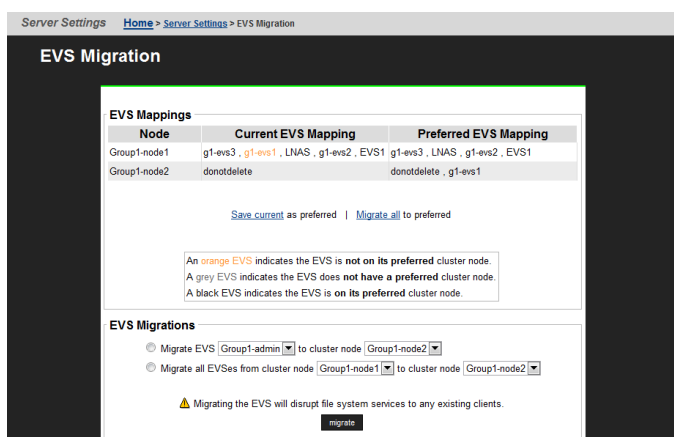 Server Settings Home > Server Settings > EVS Migration
EVS Migration
EVS Mappings
Node Current EVS Mapping Preferred EVS Mapping
Group1-node1 g1-evs3 , g1-evs1 , LNAS , g1-evs2 , EVS1 g1-evs3 , LNAS , g1-evs2 , EVS1
Group1-node2 donotdelete donotdelete , g1-evs1
Save current as preferred | Migrate all to preferred
An orange EVS indicates the EVS is not on its preferred cluster node.
A grey EVS indicates the EVS does not have a preferred cluster node.
A black EVS indicates the EVS is on its preferred cluster node.
EVS Migrations
Migrate EVS Group1-admin to cluster node Group1-node2
Migrate all EVSes from cluster node Group1-node1 to cluster node Group1-node2
Migrating the EVS will disrupt file system services to any existing clients.
migrate